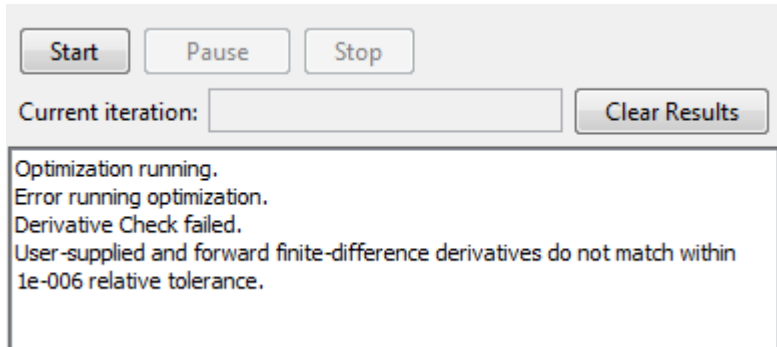 Start Pause Stop
Current iteration: Clear Results
Optimization running.
Error running optimization.
Derivative Check failed.
User-supplied and forward finite-difference derivatives do not match within
1e-006 relative tolerance.